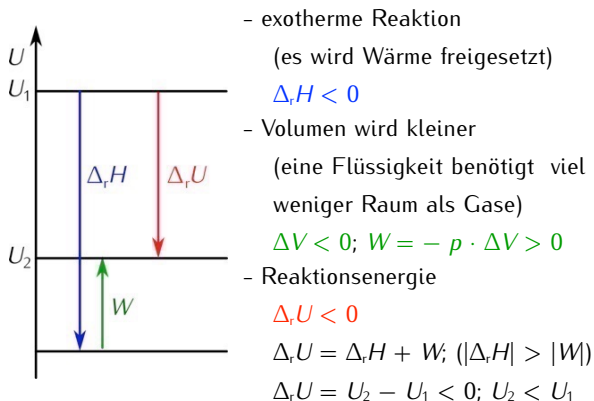 U
U₁
ΔᵣH
ΔᵣU
U₂
W
– exotherme Reaktion
(es wird Wärme freigesetzt)
ΔᵣH < 0
– Volumen wird kleiner
(eine Flüssigkeit benötigt viel
weniger Raum als Gase)
ΔV < 0; W = – p · ΔV > 0
– Reaktionsenergie
ΔᵣU < 0
ΔᵣU = ΔᵣH + W; (|ΔᵣH| > |W|)
ΔᵣU = U₂ – U₁ < 0; U₂ < U₁